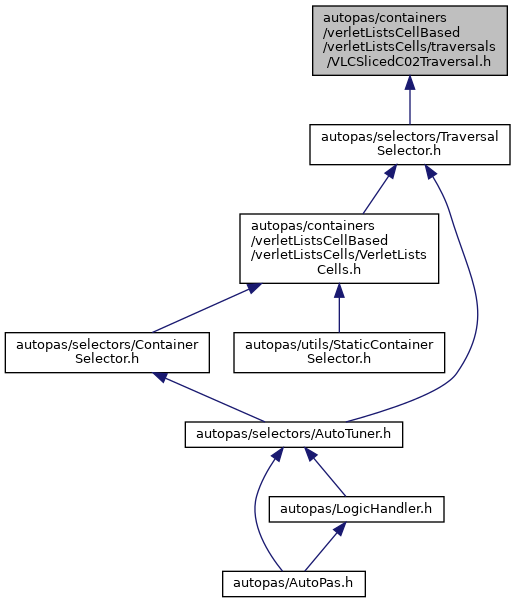 autopas/containers
/verletListsCellBased
/verletListsCells/traversals
/VLCSlicedC02Traversal.h
autopas/selectors/Traversal
Selector.h
autopas/containers
/verletListsCellBased
/verletListsCells/VerletLists
Cells.h
autopas/selectors/Container
Selector.h
autopas/utils/StaticContainer
Selector.h
autopas/selectors/AutoTuner.h
autopas/LogicHandler.h
autopas/AutoPas.h